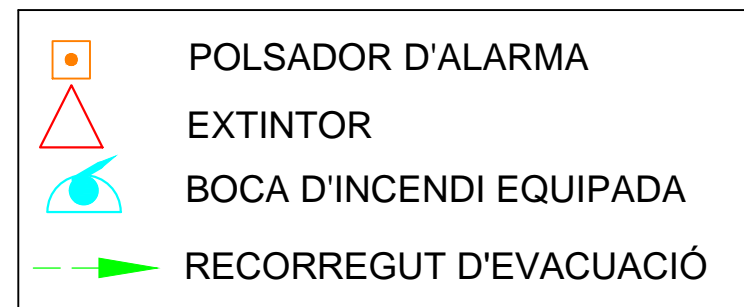 POLSADOR D'ALARMA
EXTINTOR
BOCA D'INCENDI EQUIPADA
RECORREGUT D'EVACUACIÓ